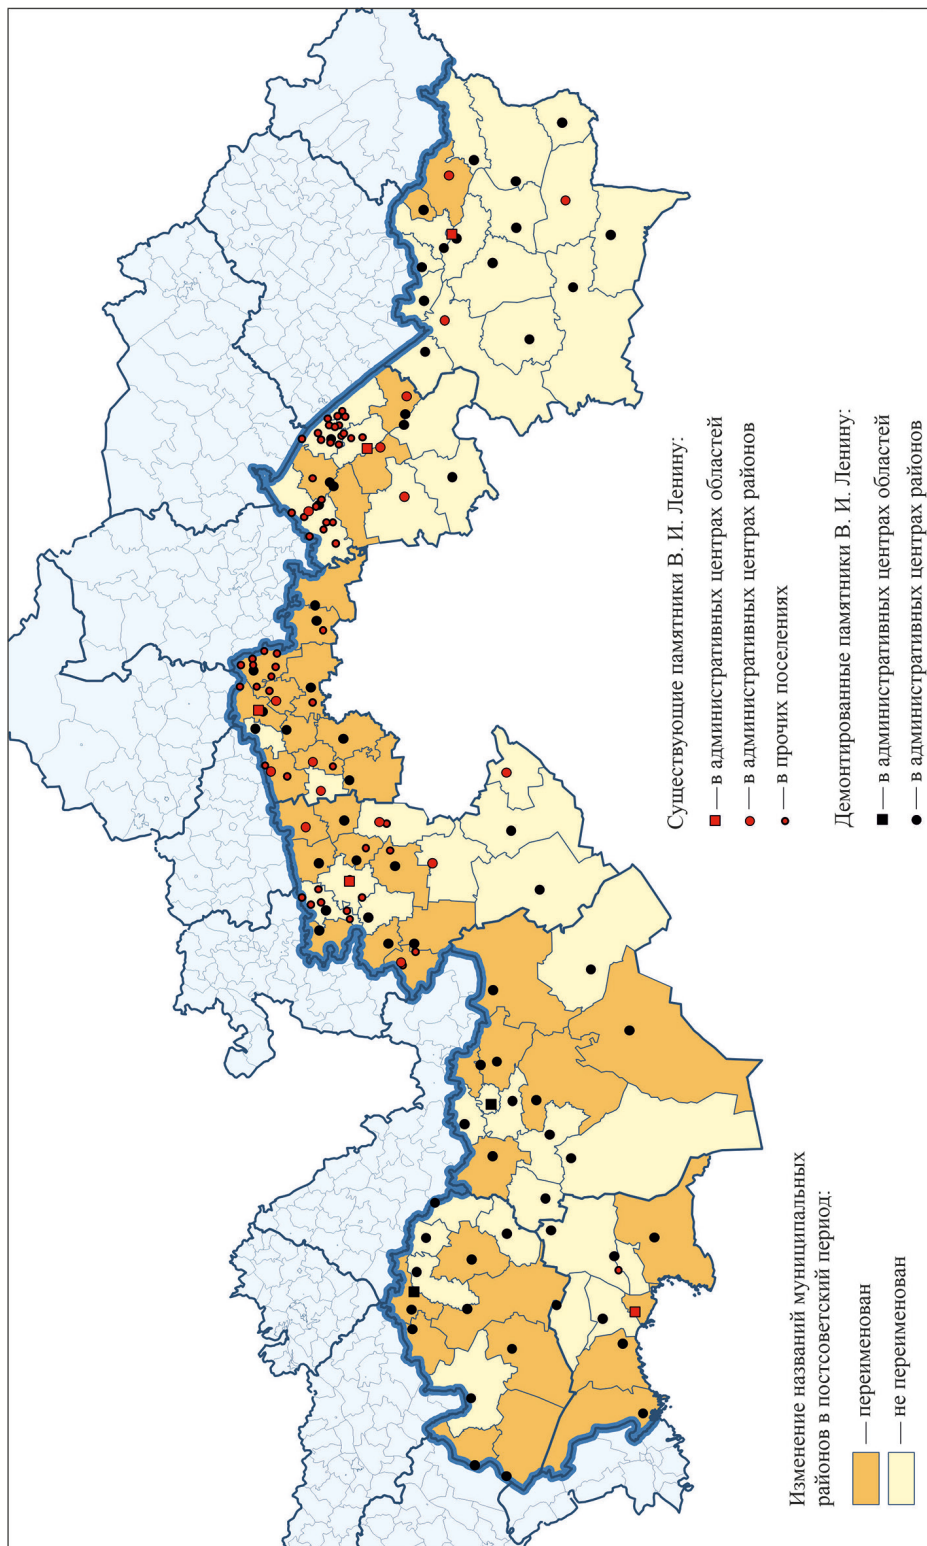 Существующие памятники В. И. Ленину:
— в административных центрах областей
— в административных центрах районов
— в прочих поселениях
Демонтированные памятники В. И. Ленину:
— в административных центрах областей
— в административных центрах районов
Изменение названий муниципальных
районов в постсоветский период:
— переименован
— не переименован